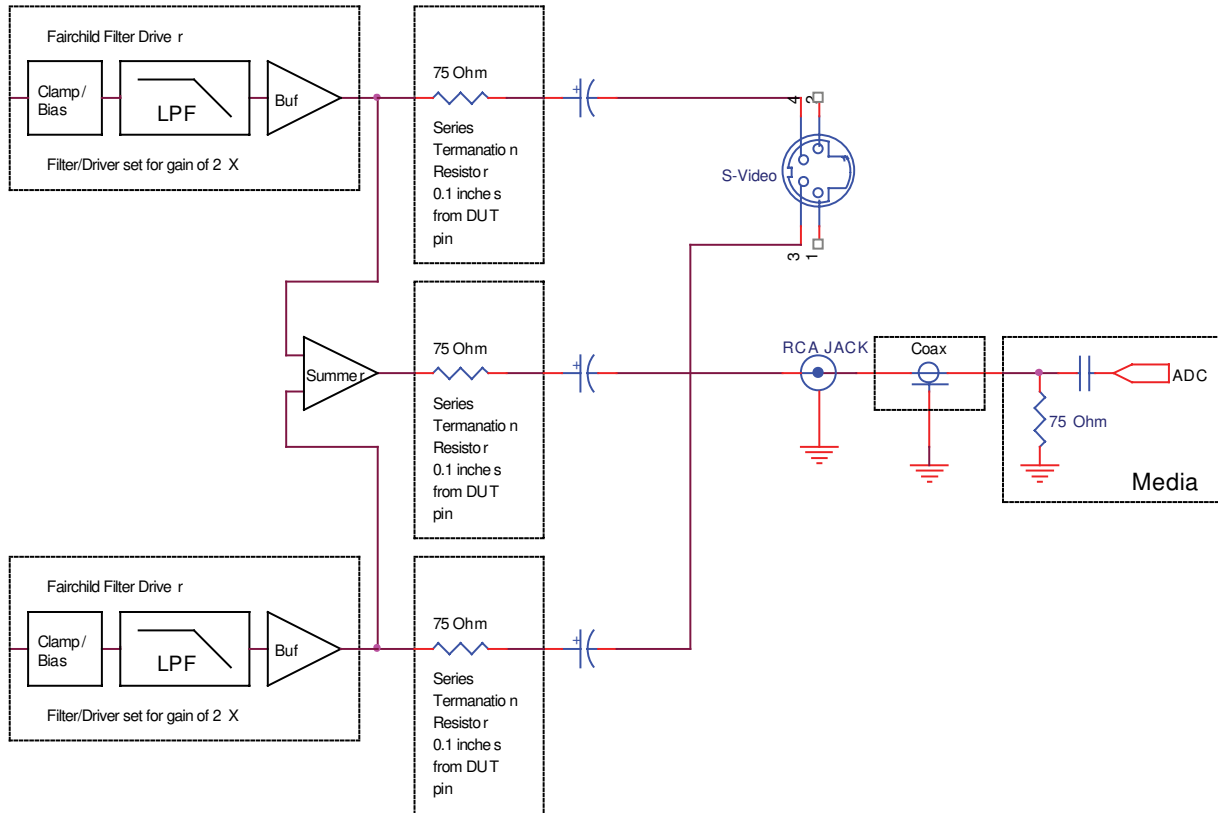 Fairchild Filter Drive r
Clamp /
Bias
LPF
Buf
Filter/Driver set for gain of 2 X
75 Ohm
+
Series
Termanatio n
Resisto r
0.1 inche s
from DUT
pin
4
2
S-Video
3
1
Summe r
75 Ohm
+
Series
Termanatio n
Resisto r
0.1 inche s
from DUT
pin
RCA JACK
Coax
ADC
75 Ohm
Media
Fairchild Filter Drive r
Clamp /
Bias
LPF
Buf
Filter/Driver set for gain of 2 X
75 Ohm
+
Series
Termanatio n
Resisto r
0.1 inche s
from DUT
pin